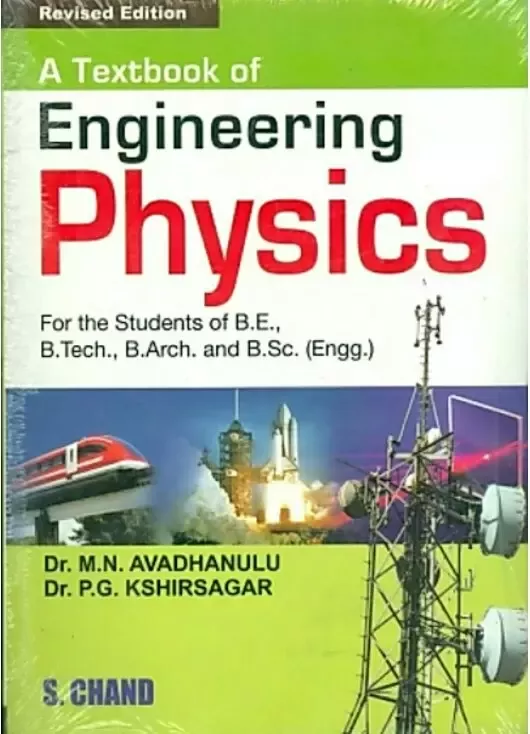 Revised Edition
A Textbook of
Engineering
Physics
For the Students of B.E.,
B.Tech., B.Arch. and B.Sc. (Engg.)
Dr. M.N. AVADHANULU
Dr. P.G. KSHIRSAGAR
S. CHAND